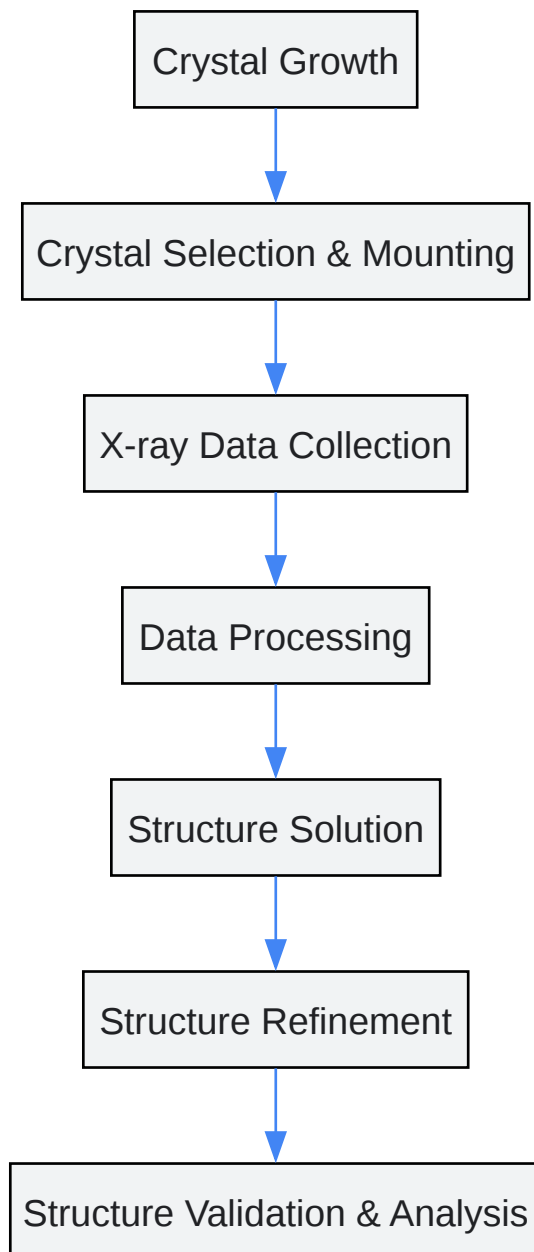 Crystal Growth
Crystal Selection & Mounting
X-ray Data Collection
Data Processing
Structure Solution
Structure Refinement
Structure Validation & Analysis